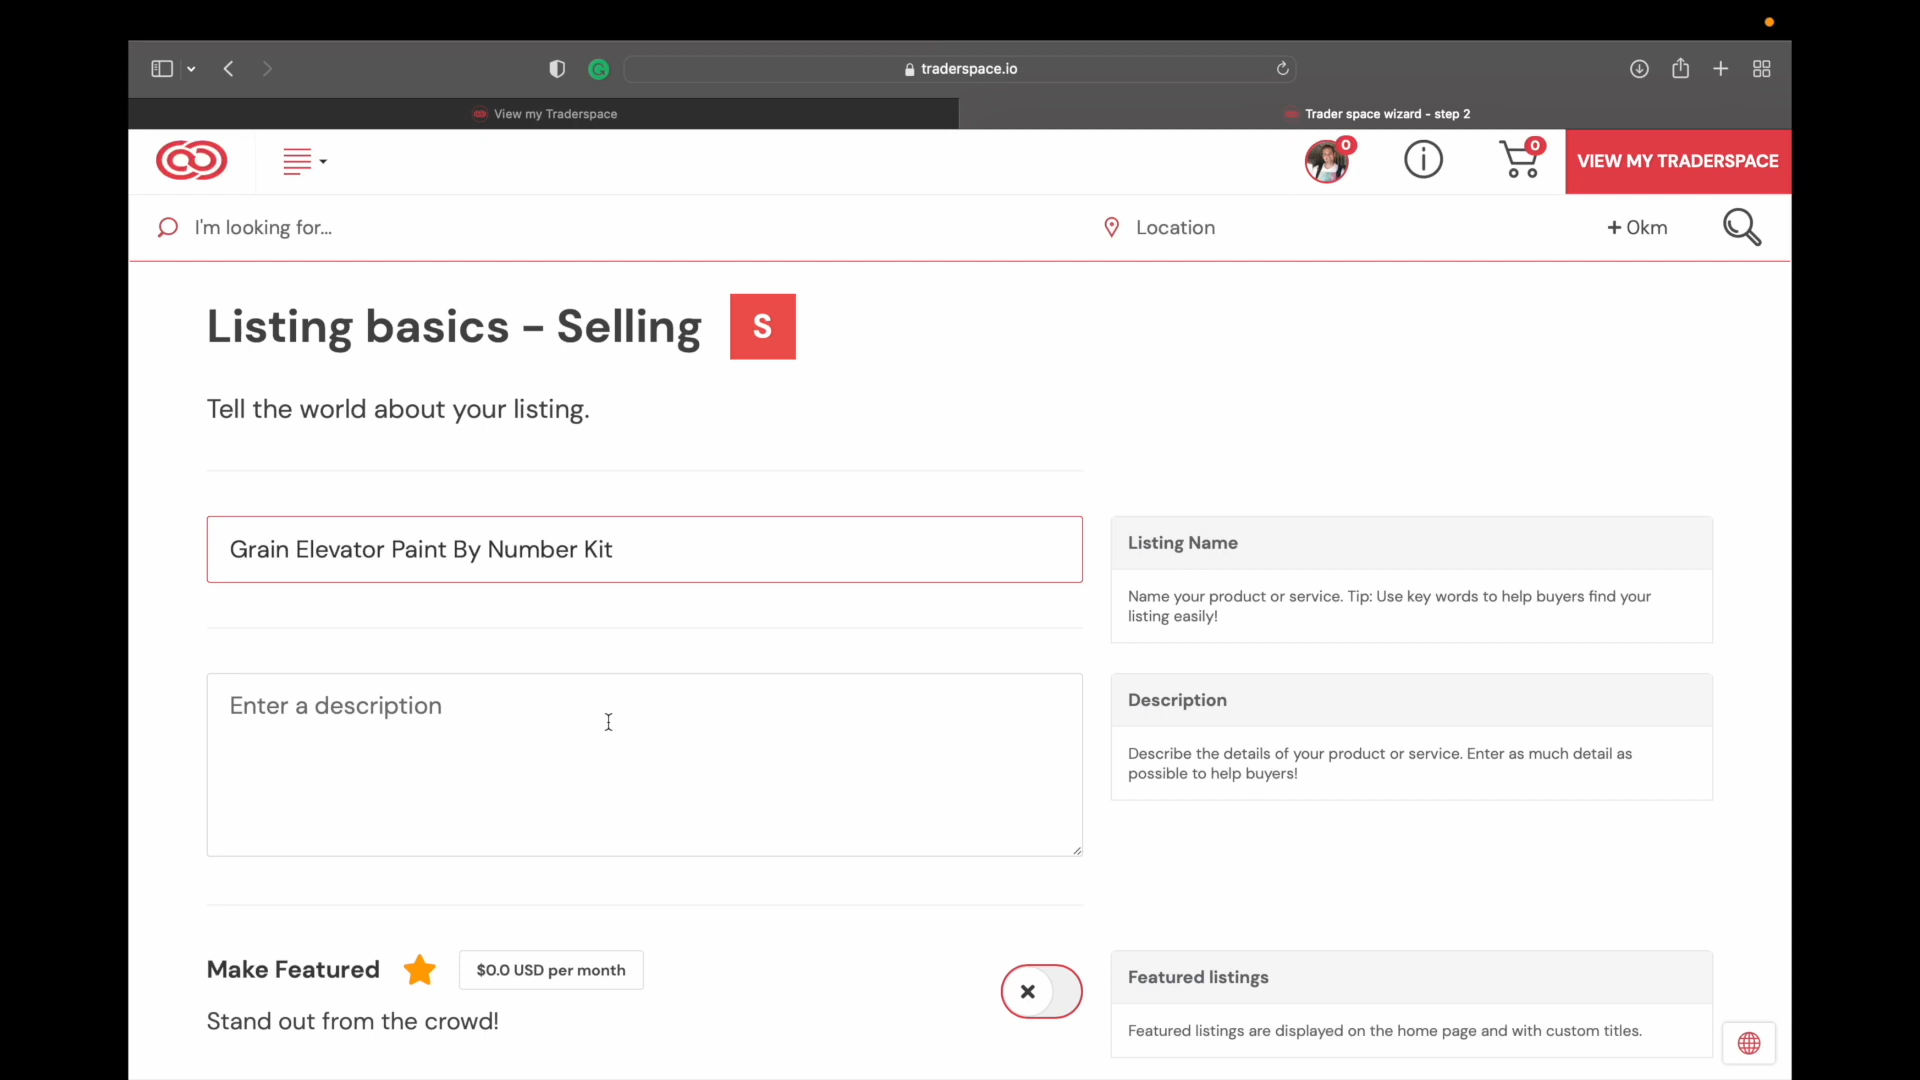 traderspace.io
View my Traderspace
Trader space wizard - step 2
0
0
VIEW MY TRADERSPACE
I'm looking for...
Location
+ 0km
Listing basics - Selling
S
Tell the world about your listing.
Grain Elevator Paint By Number Kit
Listing Name
Name your product or service. Tip: Use key words to help buyers find your
listing easily!
Enter a description
Description
Describe the details of your product or service. Enter as much detail as
possible to help buyers!
Make Featured
$0.0 USD per month
Stand out from the crowd!
Featured listings
Featured listings are displayed on the home page and with custom titles.